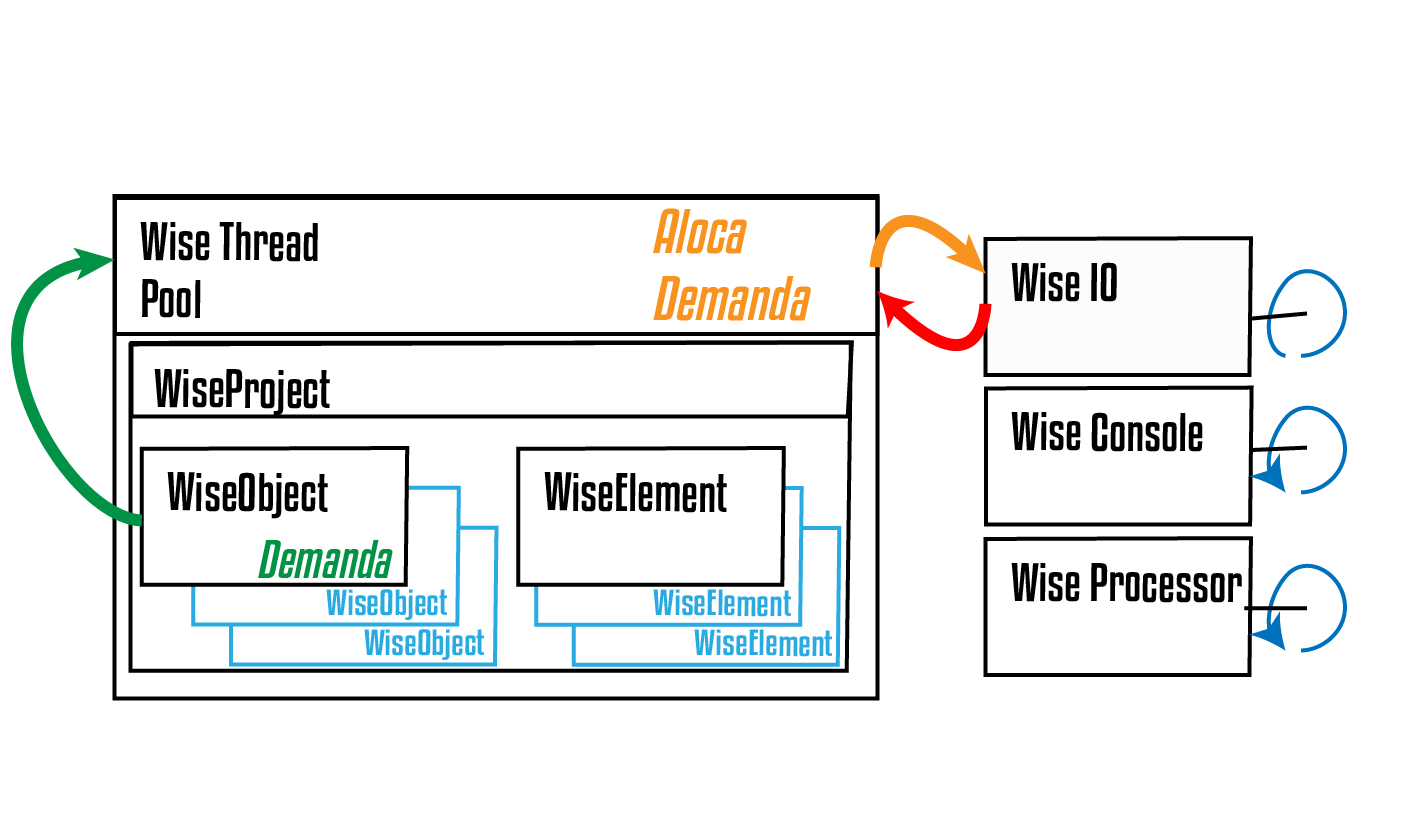 Wise Thread
Pool
Aloca
Demanda
WiseProject
WiseObject
Demanda
WiseObject
WiseObject
WiseElement
WiseElement
WiseElement
Wise IO
Wise Console
Wise Processor